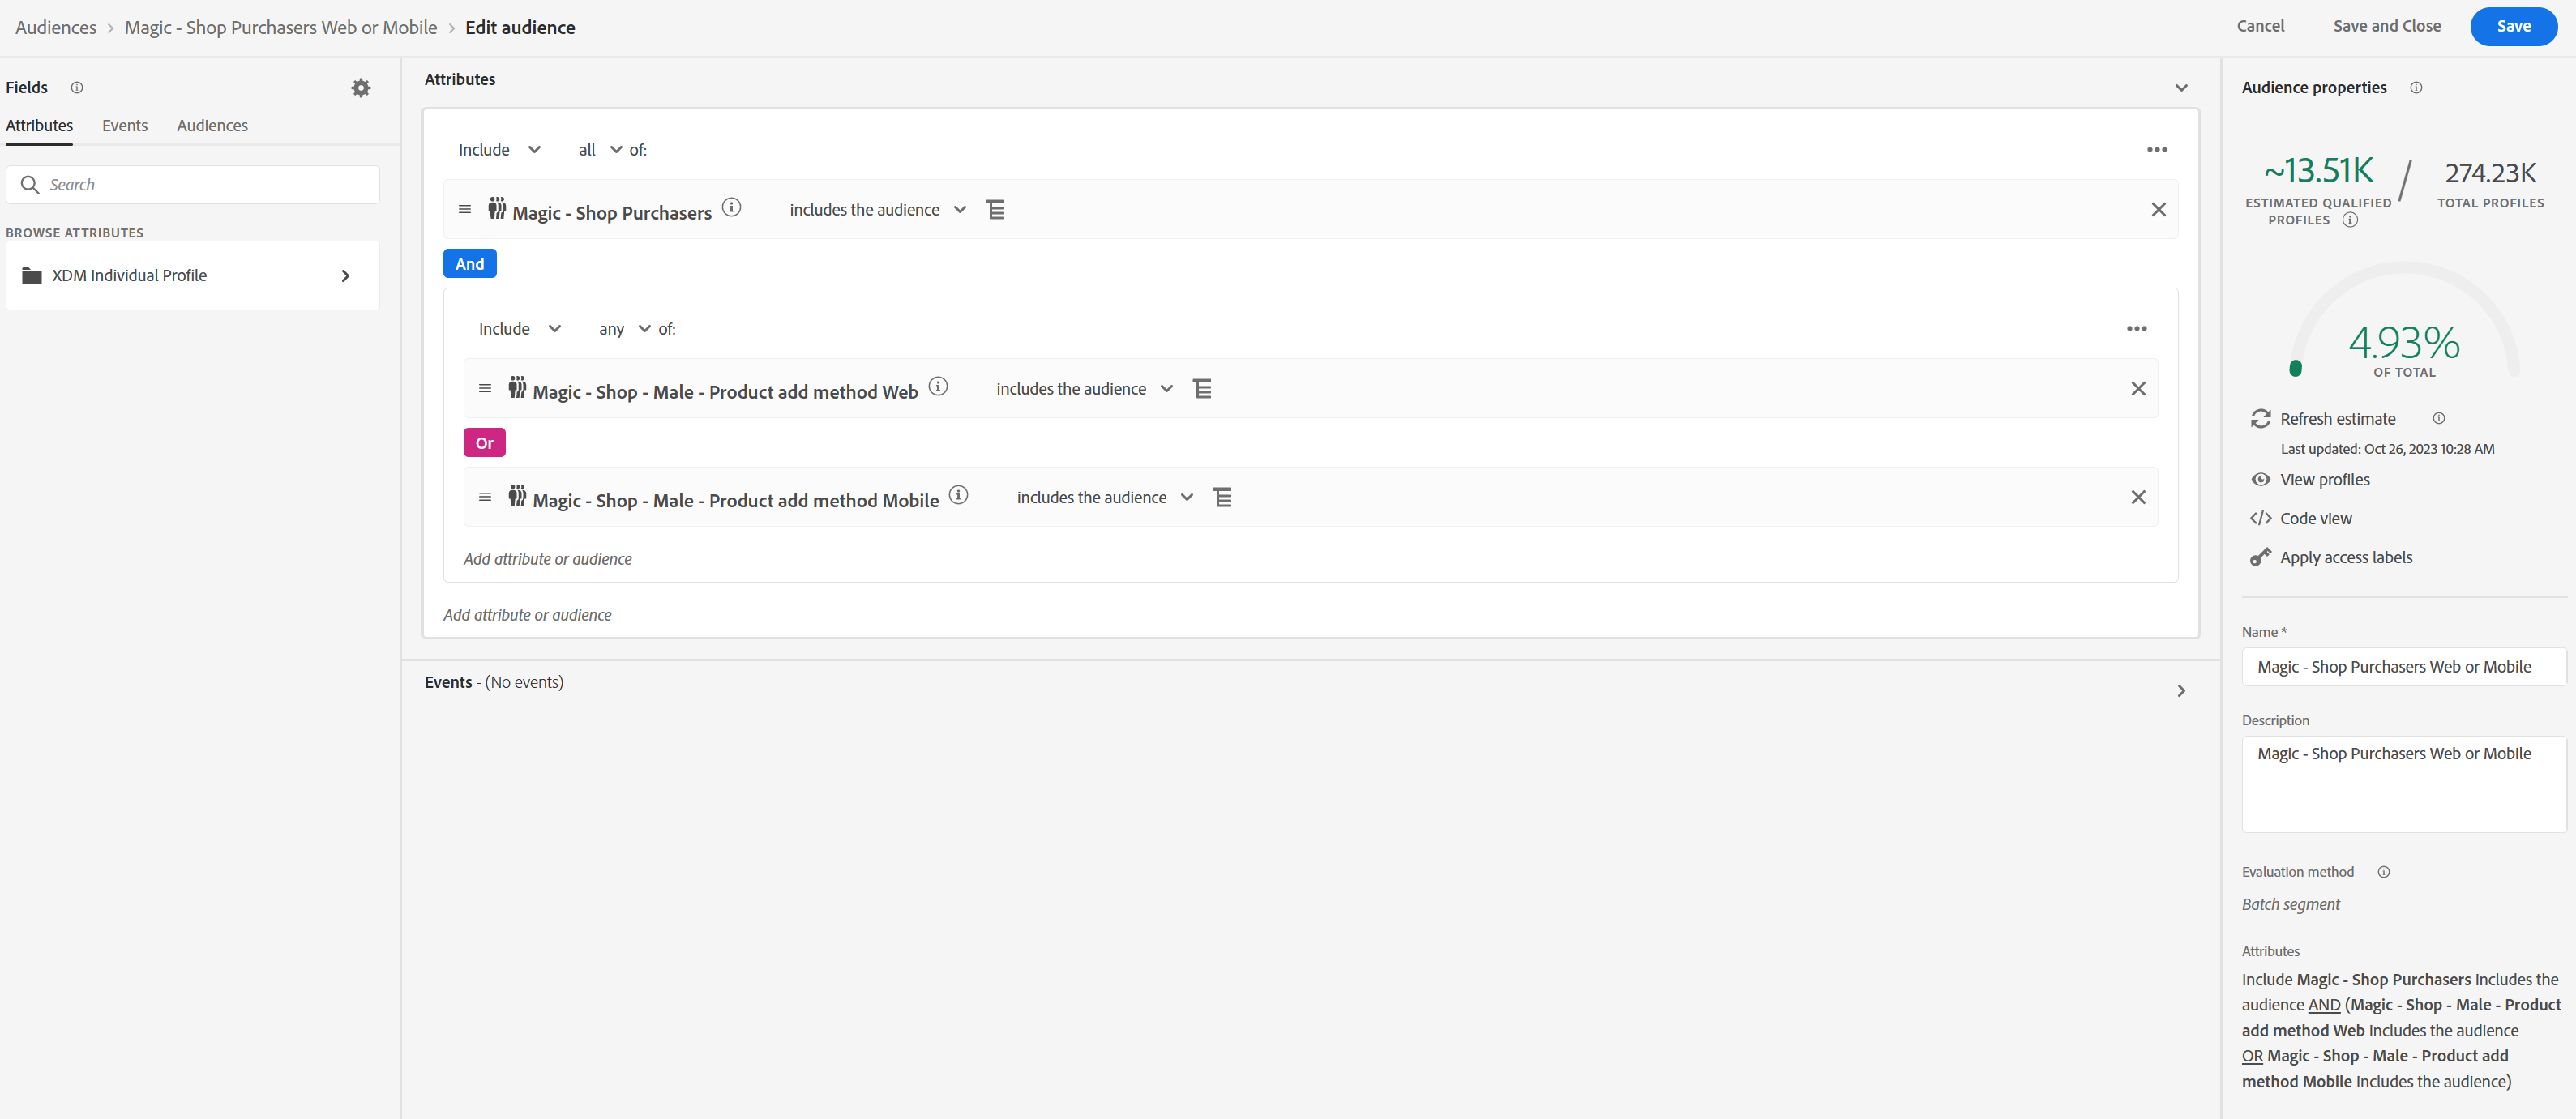 Audiences > Magic - Shop Purchasers Web or Mobile > Edit audience
Cancel
Save and Close
Save
Fields
Attributes
Events
Audiences
Search
BROWSE ATTRIBUTES
XDM Individual Profile
Attributes
Include all of:
Magic - Shop Purchasers includes the audience
And
Include any of:
Magic - Shop - Male - Product add method Web includes the audience
Or
Magic - Shop - Male - Product add method Mobile includes the audience
Add attribute or audience
Add attribute or audience
Events - (No events)
Audience properties
~13.51K / 274.23K
ESTIMATED QUALIFIED
PROFILES
TOTAL PROFILES
4.93%
OF TOTAL
Refresh estimate
Last updated: Oct 26, 2023 10:28 AM
View profiles
Code view
Apply access labels
Name *
Magic - Shop Purchasers Web or Mobile
Description
Magic - Shop Purchasers Web or Mobile
Evaluation method
Batch segment
Attributes
Include Magic - Shop Purchasers includes the
audience AND (Magic - Shop - Male - Product
add method Web includes the audience
OR Magic - Shop - Male - Product add
method Mobile includes the audience)